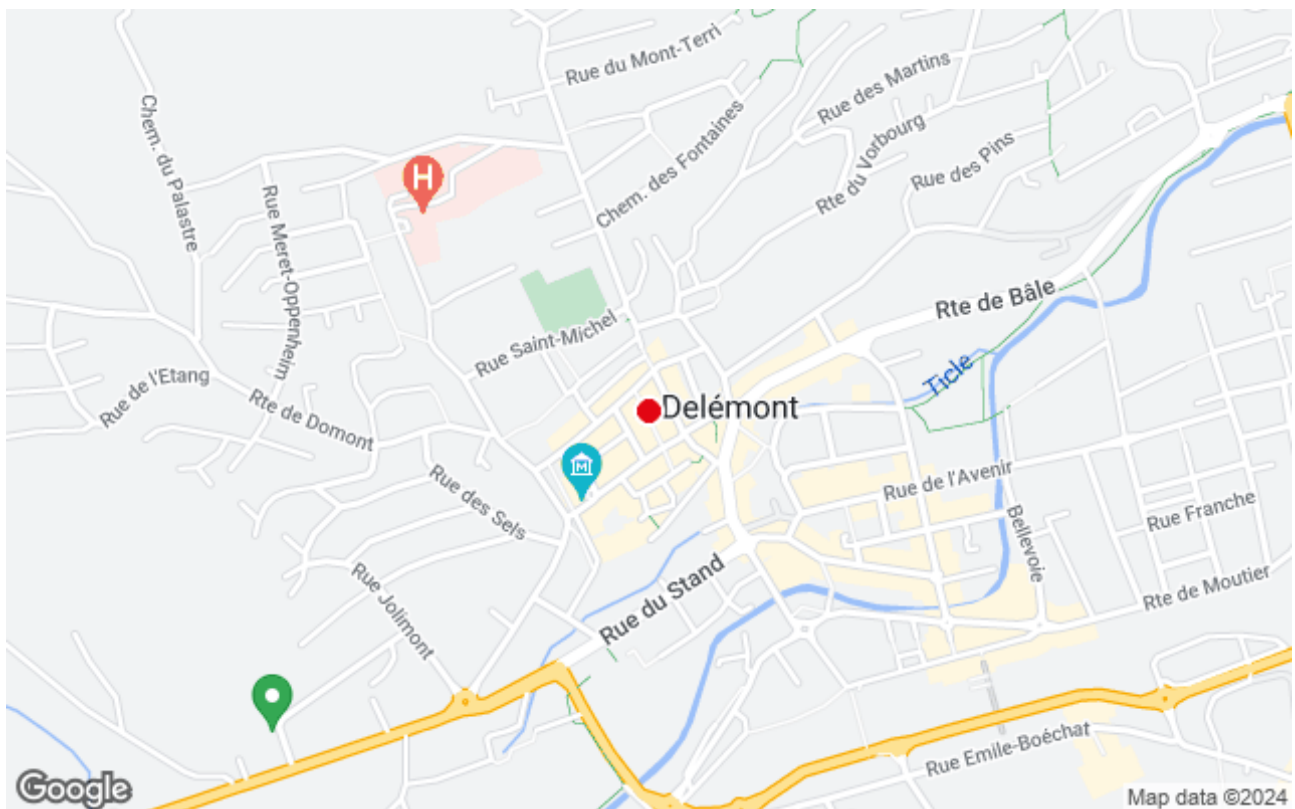 Rue du Mont-Terri
Rue des Martins
Chem. du Palastre
Rte du Vorbourg
Chem. des Fontaines
Rue des Pins
H
Rue Meret-Oppenheim
Rte de Bâle
Rue Saint-Michel
Ticle
Rue de l'Etang
Delémont
Rte de Domont
M
Rue de l'Avenir
Rue des Sels
Rue Franche
Bellevoie
Rue du Stand
Rte de Moutier
Rue Jolimont
Rue Emile-Boéchat
Google
Map data ©2024